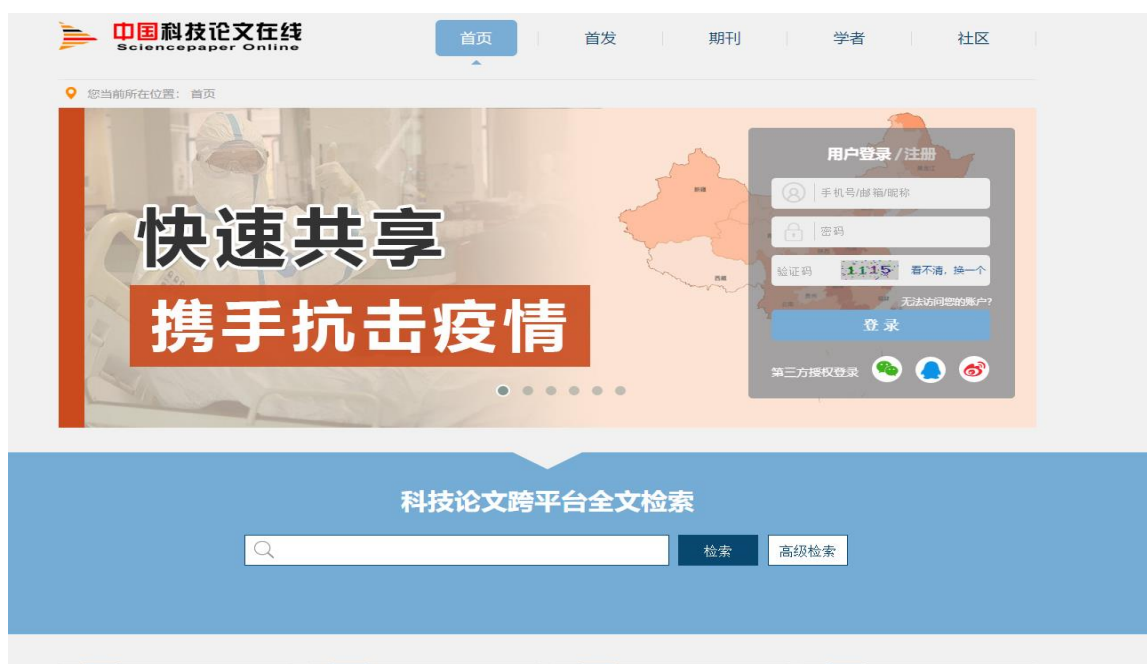 中国科技论文在线
Sciencepaper Online
首页
首发
期刊
学者
社区
您当前所在位置： 首页
快速共享
携手抗击疫情
新疆
西藏
用户登录 / 注册
手机号/邮箱/昵称
密码
验证码
1115
看不清，换一个
无法访问您的账户?
登 录
第三方授权登录
科技论文跨平台全文检索
检索
高级检索